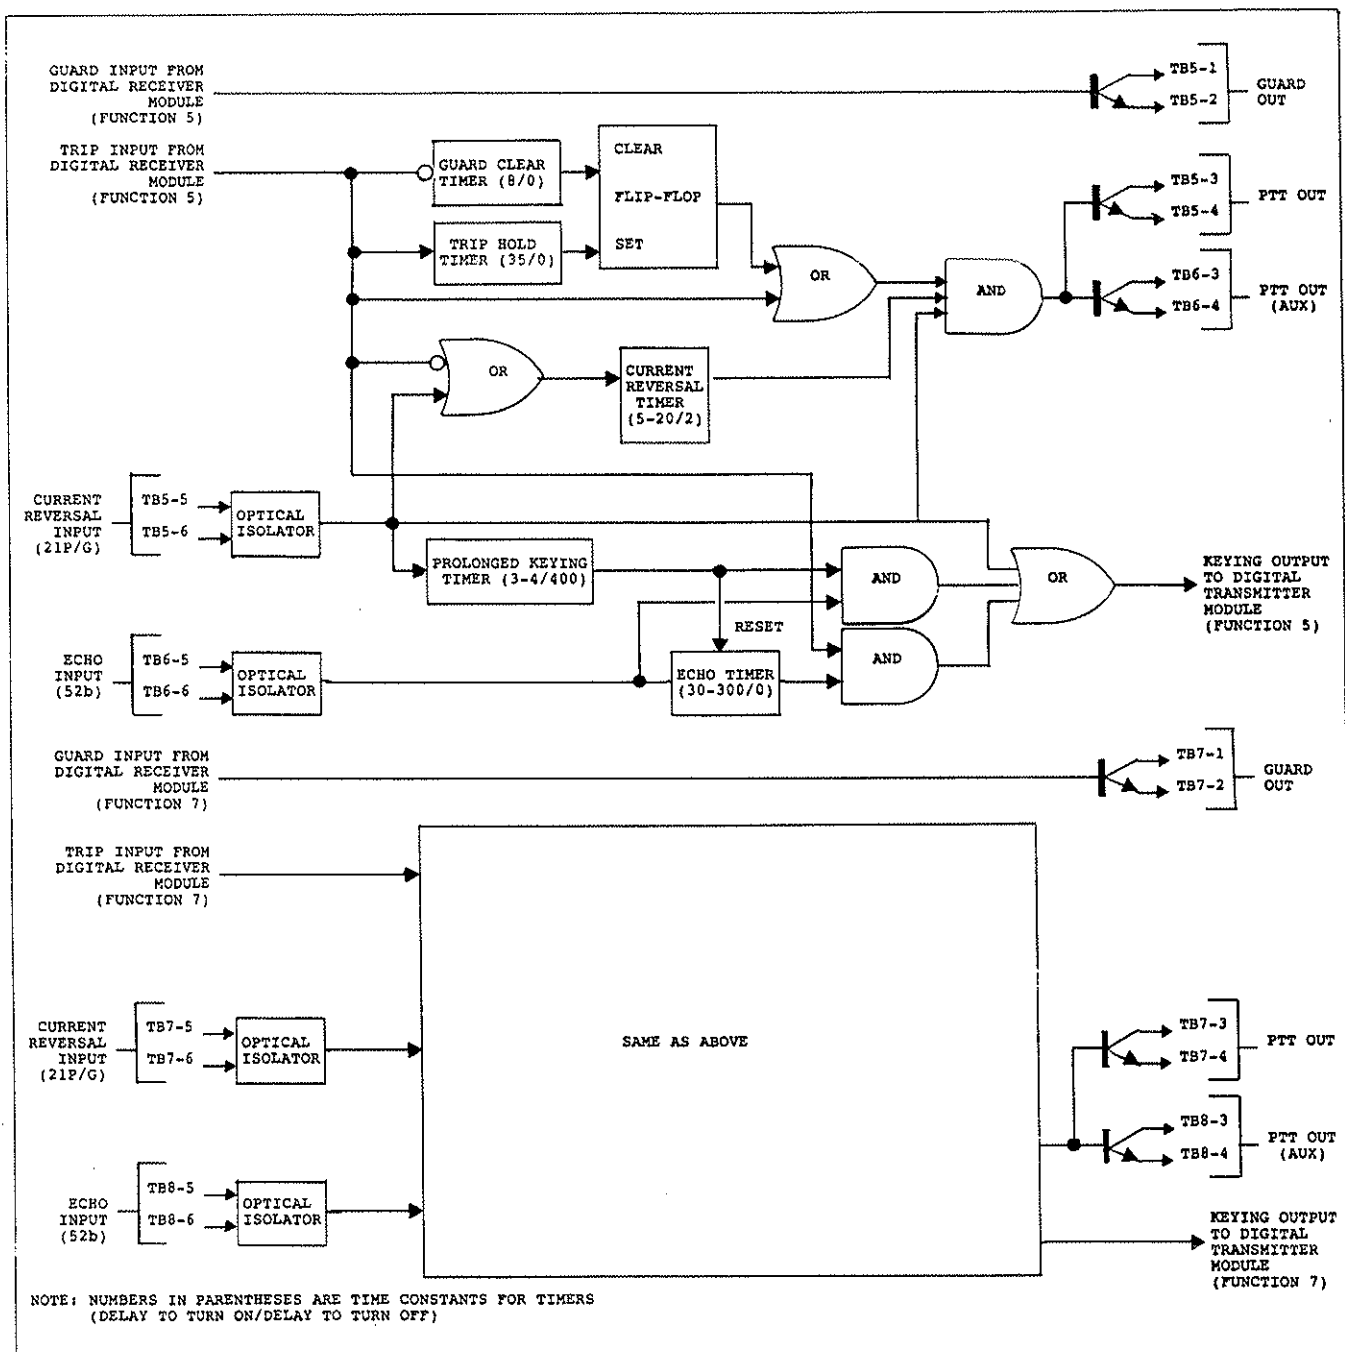 GUARD INPUT FROM
DIGITAL RECEIVER
MODULE
(FUNCTION 5)
TB5-1
TB5-2
GUARD
OUT
TRIP INPUT FROM
DIGITAL RECEIVER
MODULE
(FUNCTION 5)
GUARD CLEAR
TIMER (8/0)
CLEAR
FLIP-FLOP
SET
TRIP HOLD
TIMER (35/0)
OR
AND
TB5-3
TB5-4
PTT OUT
TB6-3
TB6-4
PTT OUT
(AUX)
OR
CURRENT
REVERSAL
TIMER
(5-20/2)
CURRENT
REVERSAL
INPUT
(21P/G)
TB5-5
TB5-6
OPTICAL
ISOLATOR
PROLONGED KEYING
TIMER (3-4/400)
AND
OR
KEYING OUTPUT
TO DIGITAL
TRANSMITTER
MODULE
(FUNCTION 5)
RESET
ECHO
INPUT
(52b)
TB6-5
TB6-6
OPTICAL
ISOLATOR
ECHO TIMER
(30-300/0)
AND
GUARD INPUT FROM
DIGITAL RECEIVER
MODULE
(FUNCTION 7)
TB7-1
TB7-2
GUARD
OUT
TRIP INPUT FROM
DIGITAL RECEIVER
MODULE
(FUNCTION 7)
CURRENT
REVERSAL
INPUT
(21P/G)
TB7-5
TB7-6
OPTICAL
ISOLATOR
SAME AS ABOVE
TB7-3
TB7-4
PTT OUT
TB8-3
TB8-4
PTT OUT
(AUX)
ECHO
INPUT
(52b)
TB8-5
TB8-6
OPTICAL
ISOLATOR
KEYING OUTPUT
TO DIGITAL
TRANSMITTER
MODULE
(FUNCTION 7)
NOTE: NUMBERS IN PARENTHESES ARE TIME CONSTANTS FOR TIMERS
(DELAY TO TURN ON/DELAY TO TURN OFF)